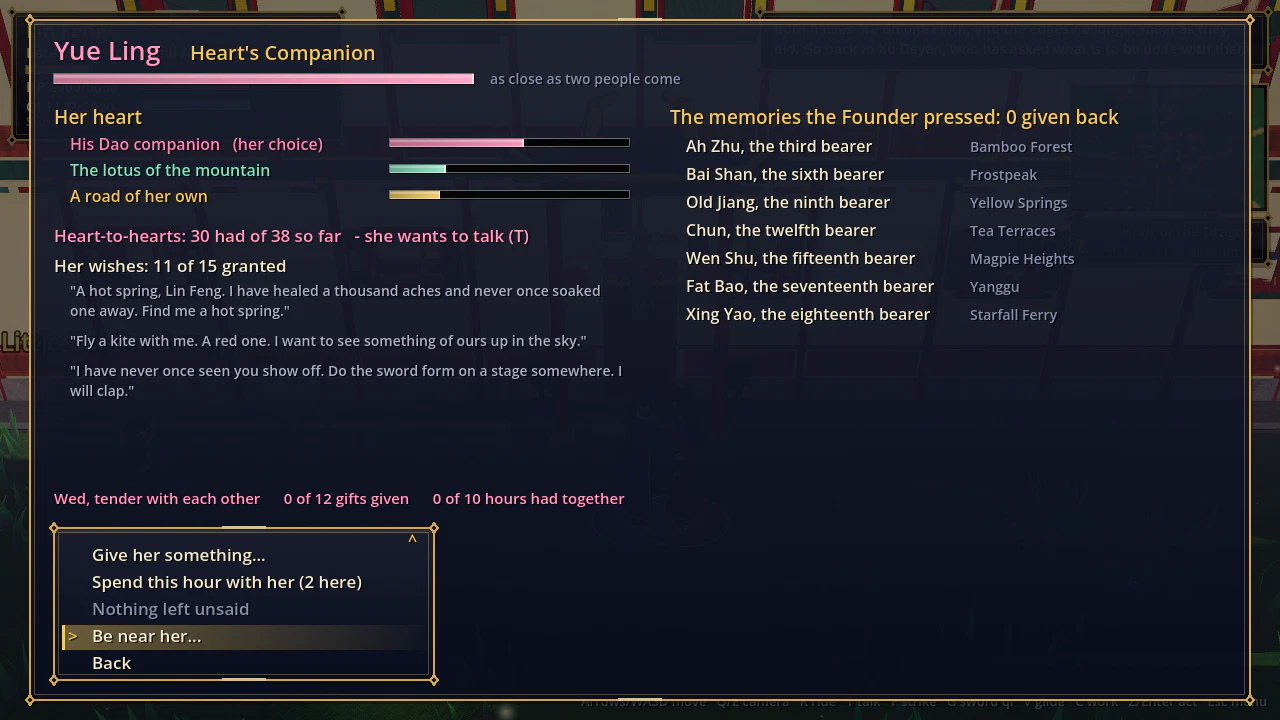 Yue Ling Heart's Companion
as close as two people come
Her heart
His Dao companion (her choice)
The lotus of the mountain
A road of her own
Heart-to-hearts: 30 had of 38 so far - she wants to talk (T)
Her wishes: 11 of 15 granted
"A hot spring, Lin Feng. I have healed a thousand aches and never once soaked
one away. Find me a hot spring."
"Fly a kite with me. A red one. I want to see something of ours up in the sky."
"I have never once seen you show off. Do the sword form on a stage somewhere. I
will clap."
The memories the Founder pressed: 0 given back
Ah Zhu, the third bearer Bamboo Forest
Bai Shan, the sixth bearer Frostpeak
Old Jiang, the ninth bearer Yellow Springs
Chun, the twelfth bearer Tea Terraces
Wen Shu, the fifteenth bearer Magpie Heights
Fat Bao, the seventeenth bearer Yanggu
Xing Yao, the eighteenth bearer Starfall Ferry
Wed, tender with each other 0 of 12 gifts given 0 of 10 hours had together
^
Give her something...
Spend this hour with her (2 here)
Nothing left unsaid
> Be near her...
Back